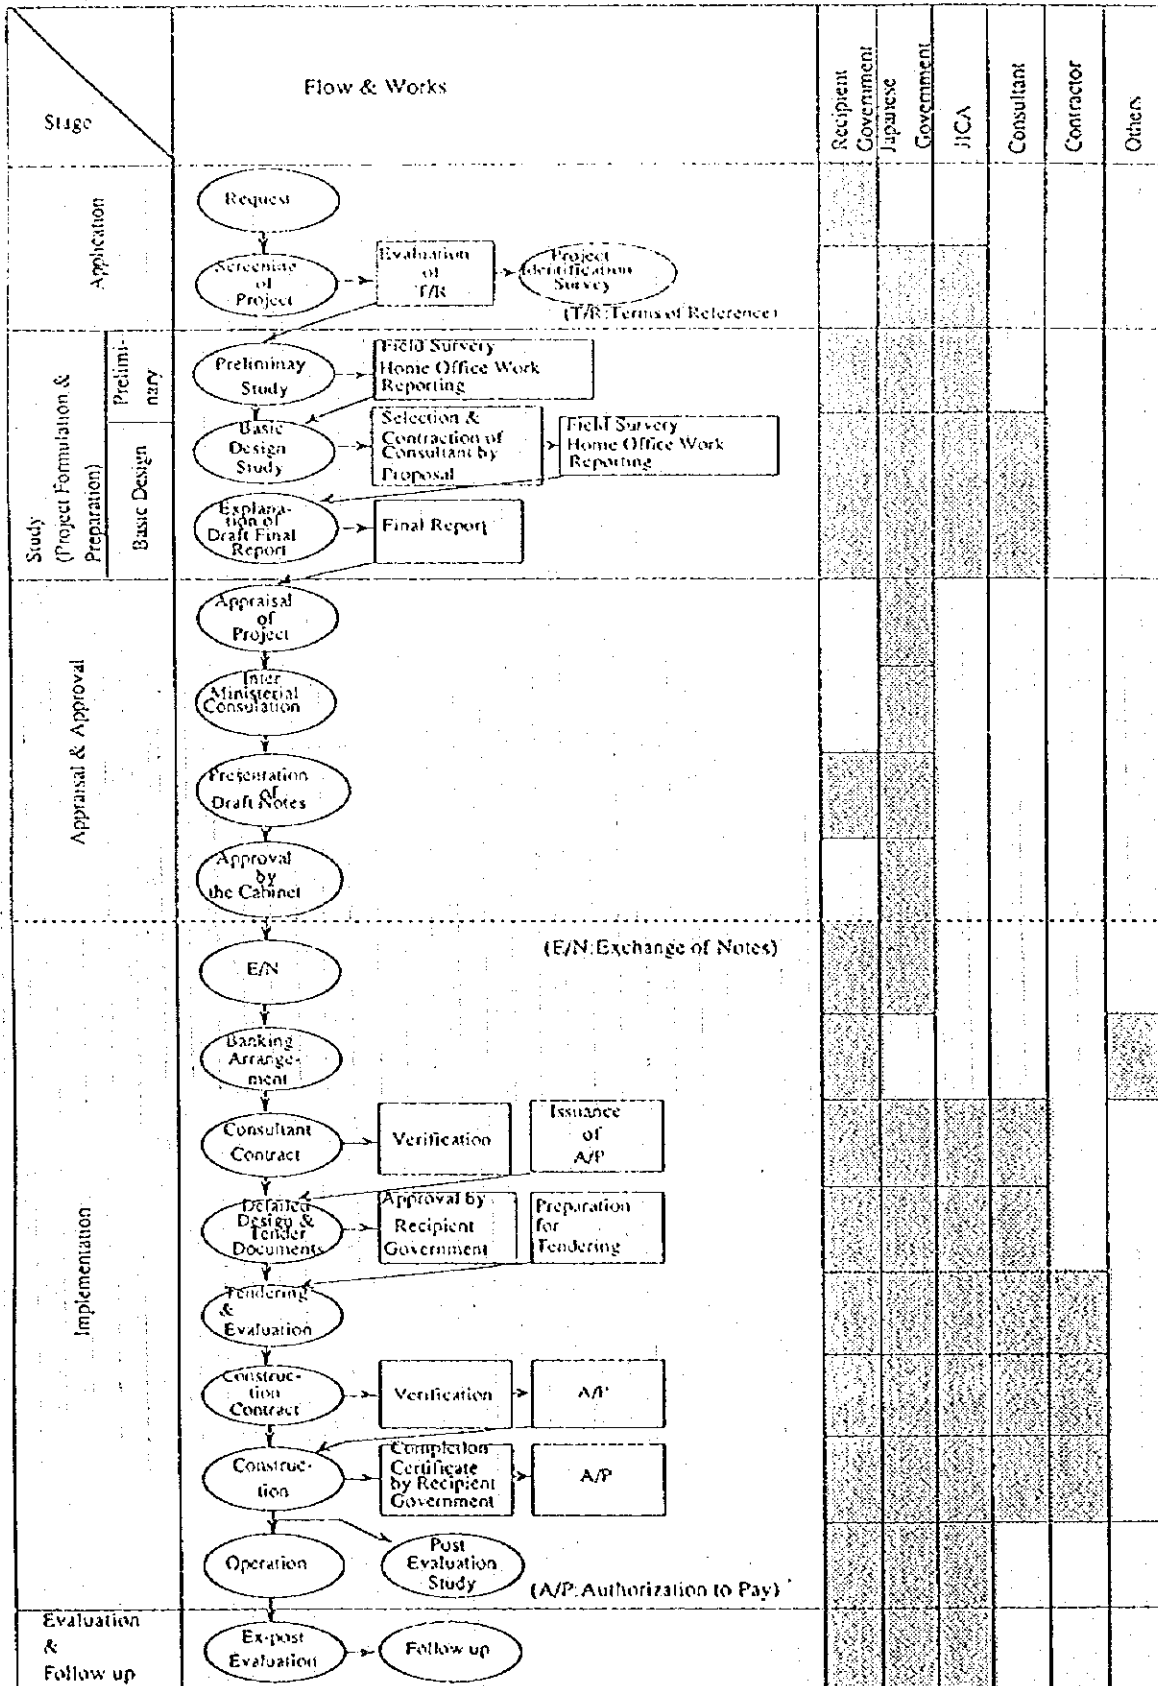 Stage
Flow & Works
Recipient
Government
Japanese
Government
JICA
Consultant
Contractor
Others
Application
Request
Screening
of
Project
Evaluation
of
T/R
Project
Identification
Survey
(T/R:Terms of Reference)
Study
(Project Formulation &
Preparation)
Prelimi-
nary
Basic Design
Preliminay
Study
Field Survery
Home Office Work
Reporting
Basic
Design
Study
Selection &
Contraction of
Consultant by
Proposal
Field Survery
Home Office Work
Reporting
Explana-
tion of
Draft Final
Report
Final Report
Appraisal & Approval
Appraisal
of
Project
Inter
Ministerial
Consulation
Presentation
of
Draft Notes
Approval
by
the Cabinet
Implementation
(E/N:Exchange of Notes)
E/N
Banking
Arrange-
ment
Consultant
Contract
Verification
Issuance
of
A/P
Detailed
Design &
Tender
Documents
Approval by
Recipient
Government
Preparation
for
Tendering
Tendering
&
Evaluation
Construc-
tion
Contract
Verification
A/P
Construc-
tion
Completion
Certificate
by Recipient
Government
A/P
Operation
Post
Evaluation
Study
(A/P:Authorization to Pay)
Evaluation
&
Follow up
Ex-post
Evaluation
Follow up